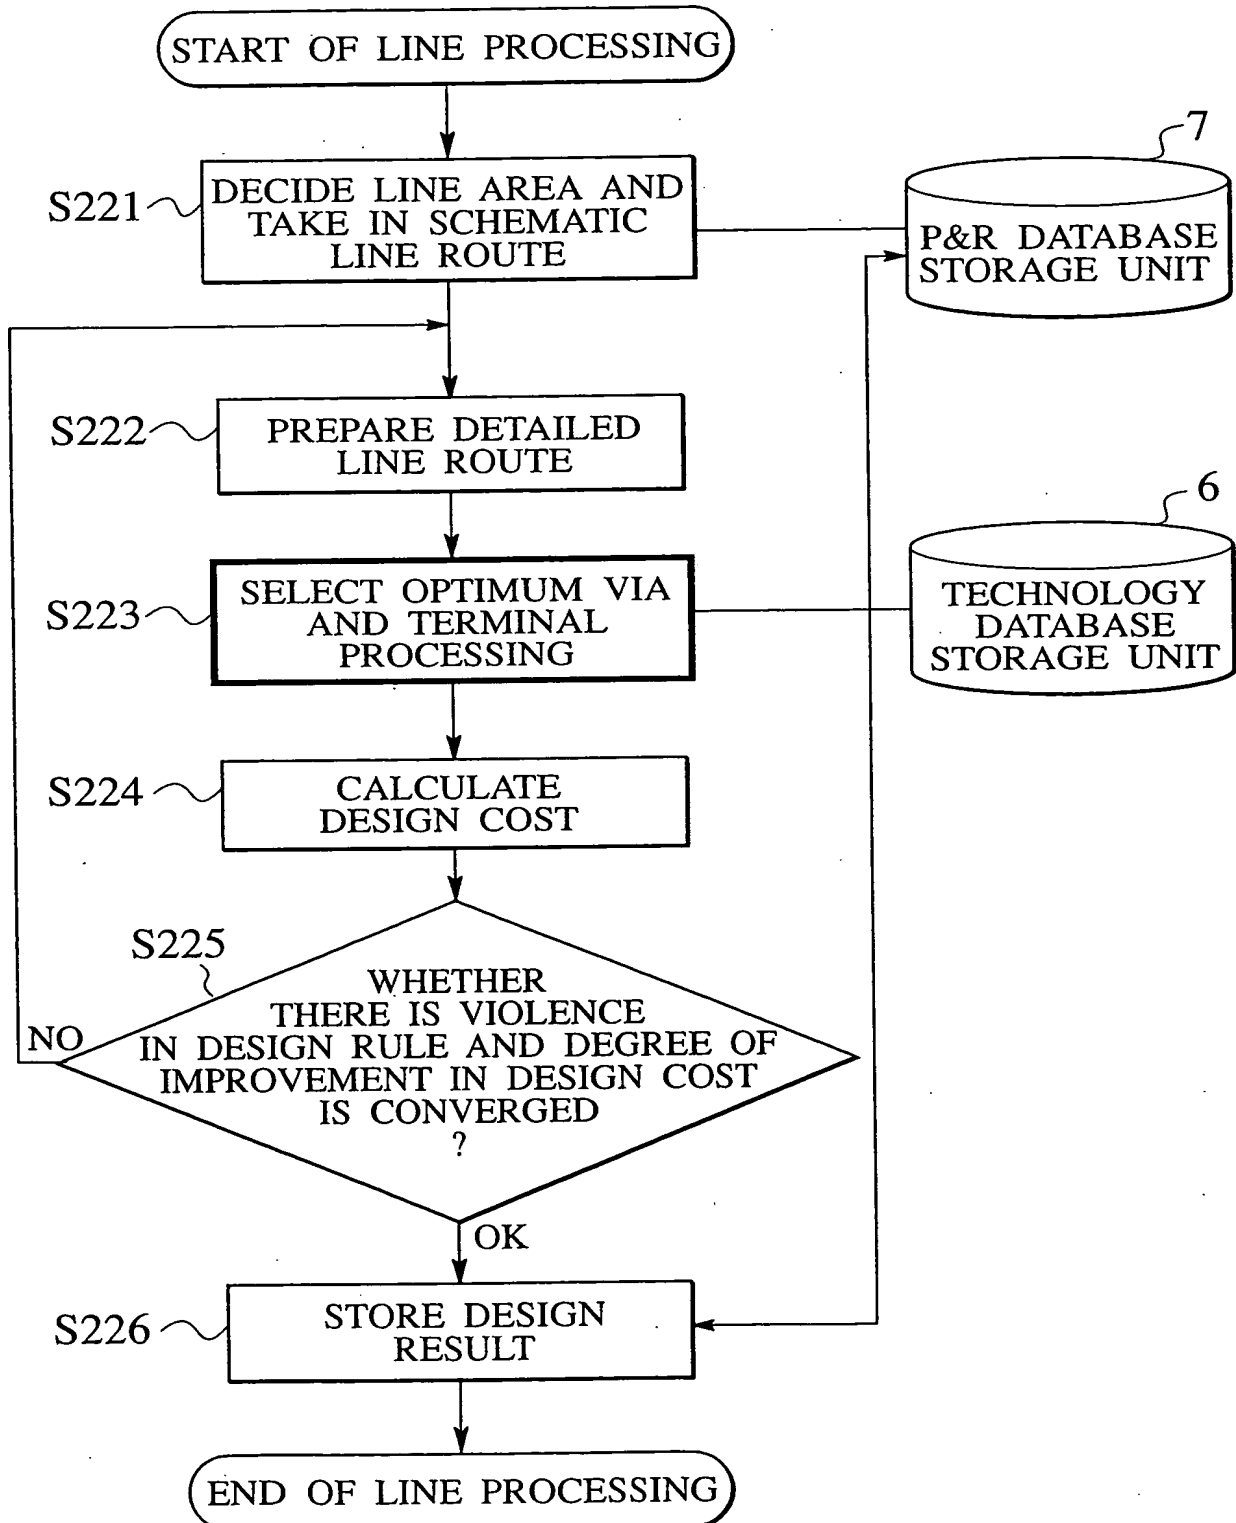 START OF LINE PROCESSING
7
S221
DECIDE LINE AREA AND
TAKE IN SCHEMATIC
LINE ROUTE
P&R DATABASE
STORAGE UNIT
S222
PREPARE DETAILED
LINE ROUTE
6
S223
SELECT OPTIMUM VIA
AND TERMINAL
PROCESSING
TECHNOLOGY
DATABASE
STORAGE UNIT
S224
CALCULATE
DESIGN COST
S225
WHETHER
THERE IS VIOLENCE
IN DESIGN RULE AND DEGREE OF
IMPROVEMENT IN DESIGN COST
IS CONVERGED
?
NO
OK
S226
STORE DESIGN
RESULT
END OF LINE PROCESSING